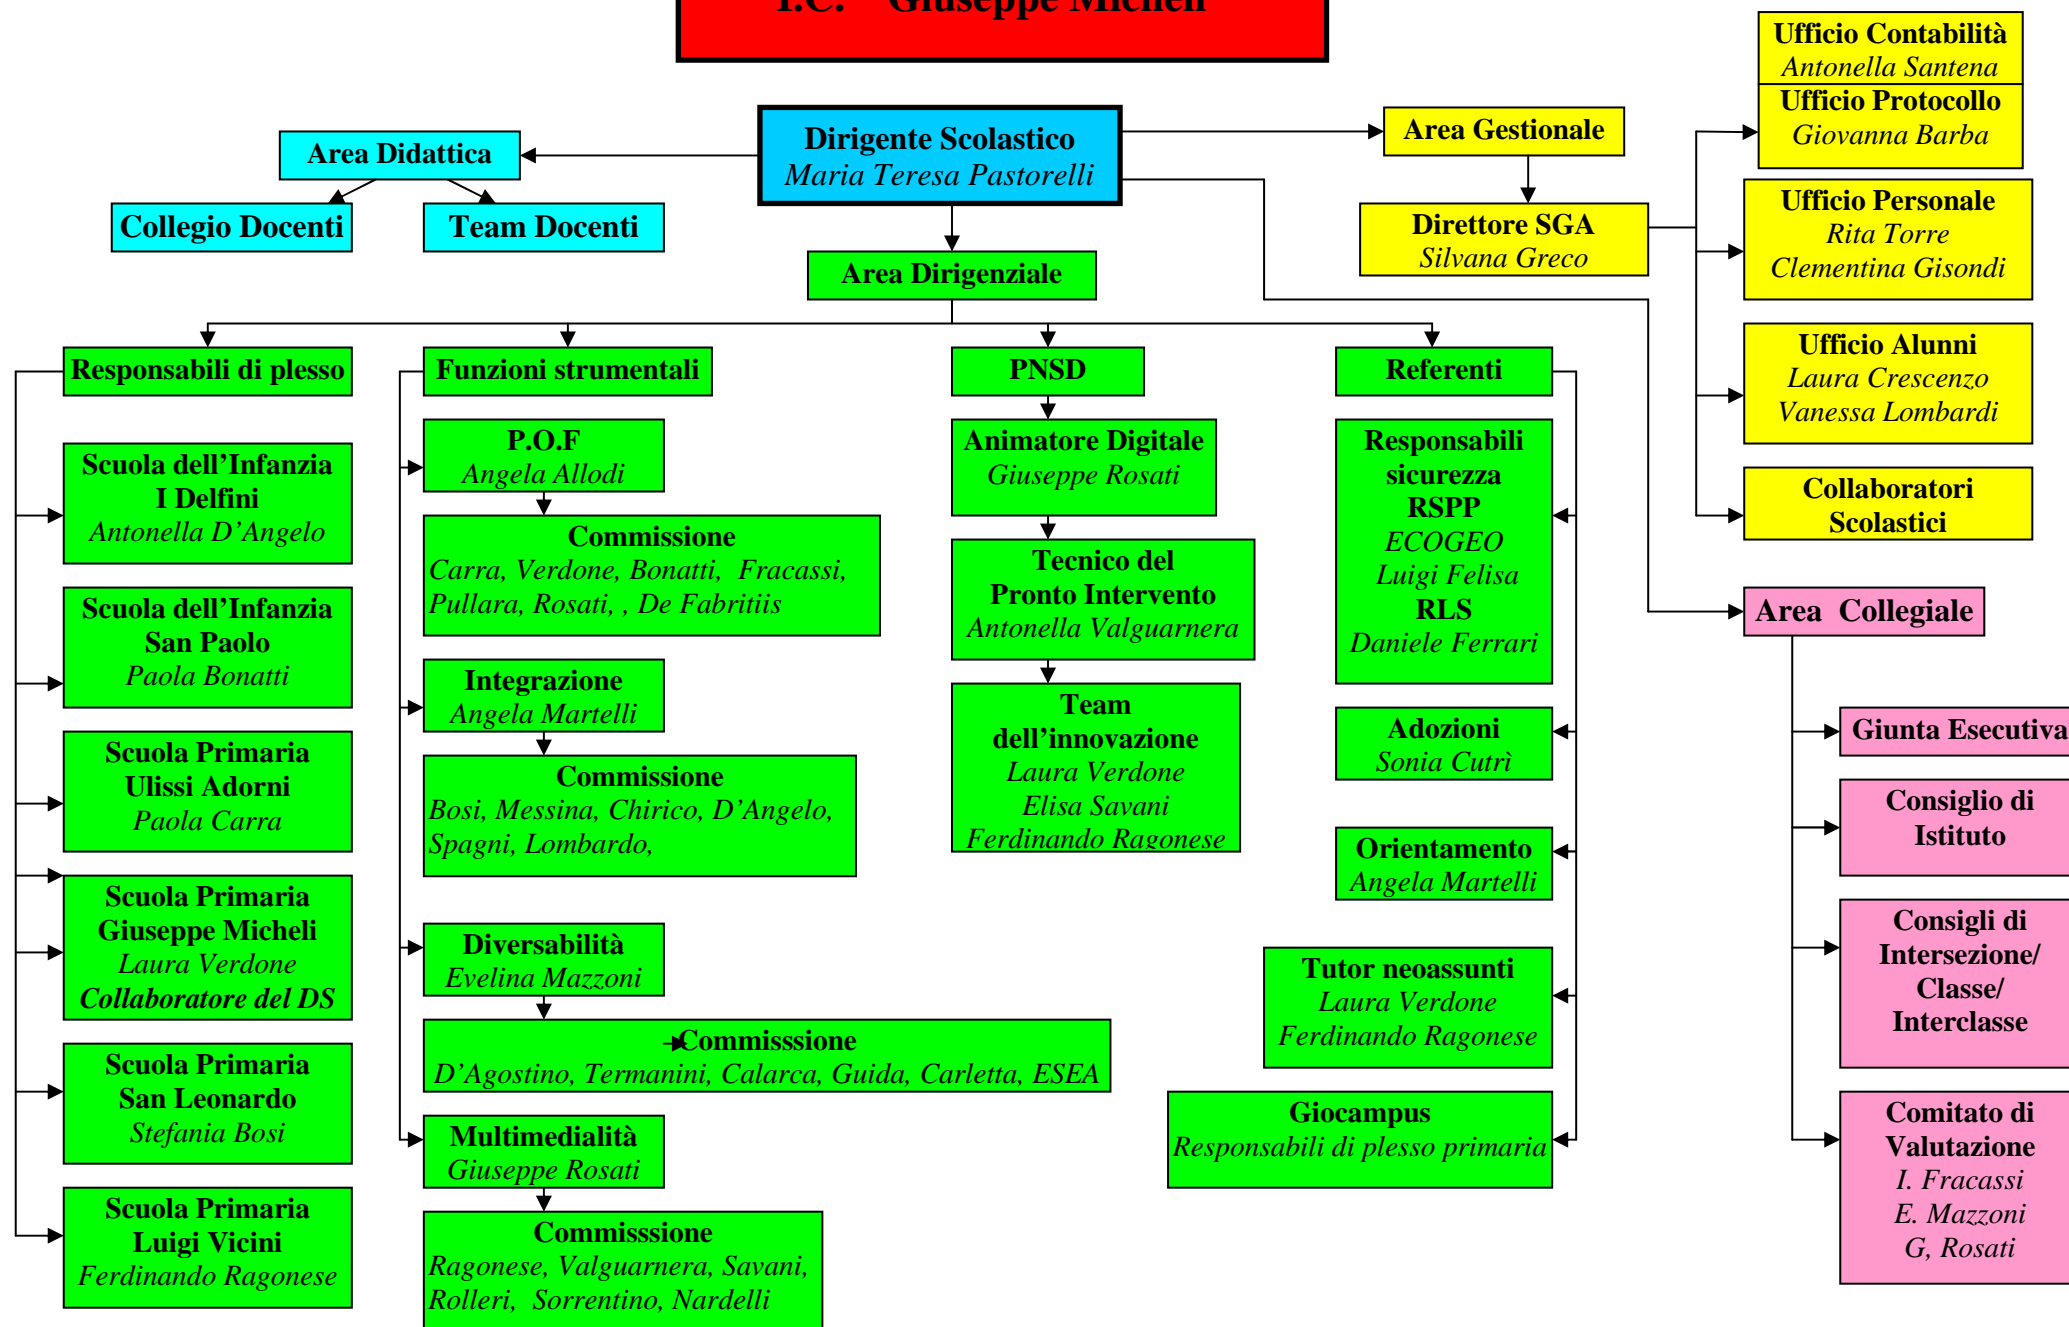 I.C. Giuseppe Micheli
Ufficio Contabilità
Antonella Santena
Ufficio Protocollo
Giovanna Barba
Dirigente Scolastico
Maria Teresa Pastorelli
Area Gestionale
Area Didattica
Collegio Docenti
Team Docenti
Ufficio Personale
Rita Torre
Clementina Gisondi
Direttore SGA
Silvana Greco
Area Dirigenziale
Ufficio Alunni
Laura Crescenzo
Vanessa Lombardi
Collaboratori
Scolastici
Responsabili di plesso
Scuola dell’Infanzia
I Delfini
Antonella D’Angelo
Scuola dell’Infanzia
San Paolo
Paola Bonatti
Scuola Primaria
Ulissi Adorni
Paola Carra
Scuola Primaria
Giuseppe Micheli
Laura Verdone
Collaboratore del DS
Scuola Primaria
San Leonardo
Stefania Bosi
Scuola Primaria
Luigi Vicini
Ferdinando Ragonese
Funzioni strumentali
P.O.F
Angela Allodi
Commissione
Carra, Verdone, Bonatti, Fracassi,
Pullara, Rosati, , De Fabritiis
Integrazione
Angela Martelli
Commissione
Bosi, Messina, Chirico, D’Angelo,
Spagni, Lombardo,
Diversabilità
Evelina Mazzoni
Commisssione
D’Agostino, Termanini, Calarca, Guida, Carletta, ESEA
Multimedialità
Giuseppe Rosati
Commisssione
Ragonese, Valguarnera, Savani,
Rolleri, Sorrentino, Nardelli
PNSD
Animatore Digitale
Giuseppe Rosati
Tecnico del
Pronto Intervento
Antonella Valguarnera
Team
dell’innovazione
Laura Verdone
Elisa Savani
Ferdinando Ragonese
Referenti
Responsabili
sicurezza
RSPP
ECOGEO
Luigi Felisa
RLS
Daniele Ferrari
Adozioni
Sonia Cutrì
Orientamento
Angela Martelli
Tutor neoassunti
Laura Verdone
Ferdinando Ragonese
Giocampus
Responsabili di plesso primaria
Area Collegiale
Giunta Esecutiva
Consiglio di
Istituto
Consigli di
Intersezione/
Classe/
Interclasse
Comitato di
Valutazione
I. Fracassi
E. Mazzoni
G, Rosati